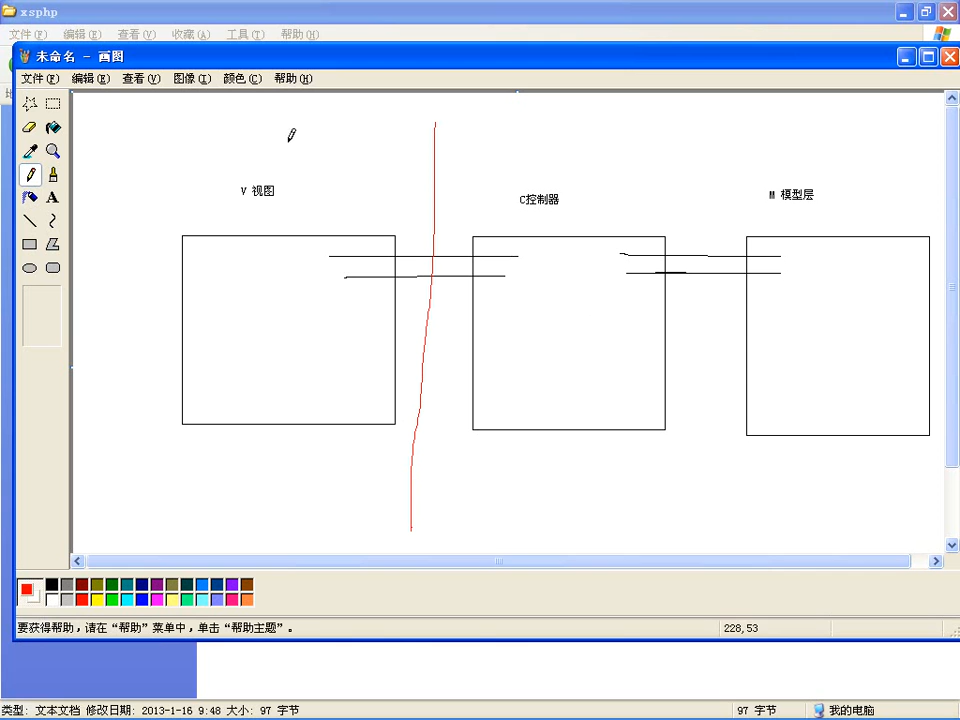 xsphp
文件(F) 编辑(E) 查看(V) 收藏(A) 工具(T) 帮助(H)
未命名 - 画图
文件(F) 编辑(E) 查看(V) 图像(I) 颜色(C) 帮助(H)
A
V 视图
C控制器
M 模型层
要获得帮助，请在“帮助”菜单中，单击“帮助主题”。
228,53
类型: 文本文档 修改日期: 2013-1-16 9:48 大小: 97 字节
97 字节
我的电脑